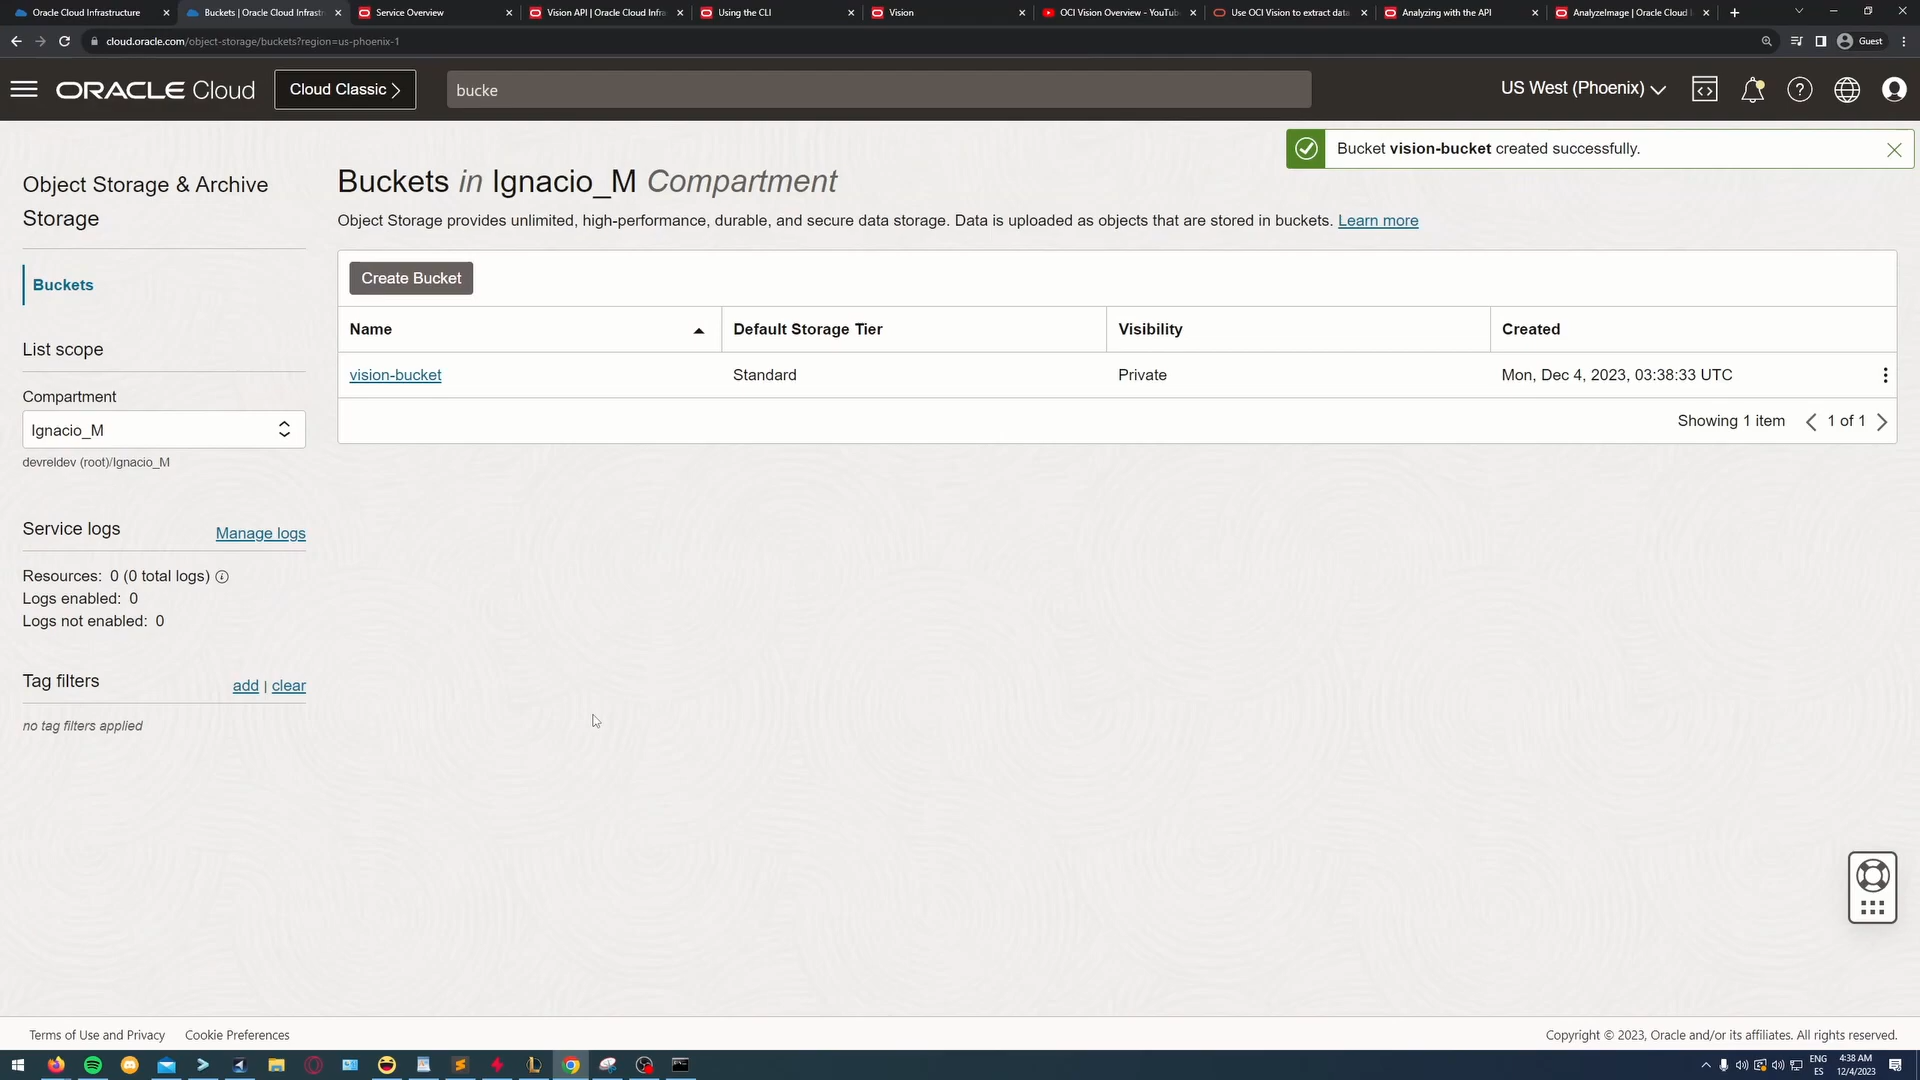 Oracle Cloud Infrastructure
Buckets | Oracle Cloud Infrastr
Service Overview
Vision API | Oracle Cloud Infra
Using the CLI
Vision
OCI Vision Overview - YouTub
Use OCI Vision to extract data
Analyzing with the API
AnalyzeImage | Oracle Cloud I
cloud.oracle.com/object-storage/buckets?region=us-phoenix-1
Guest
ORACLE Cloud
Cloud Classic
bucke
US West (Phoenix)
Bucket vision-bucket created successfully.
Object Storage & Archive
Storage
Buckets
List scope
Compartment
Ignacio_M
devreldev (root)/Ignacio_M
Service logs
Manage logs
Resources: 0 (0 total logs)
Logs enabled: 0
Logs not enabled: 0
Tag filters
add | clear
no tag filters applied
Buckets in Ignacio_M Compartment
Object Storage provides unlimited, high-performance, durable, and secure data storage. Data is uploaded as objects that are stored in buckets. Learn more
Create Bucket
Name
Default Storage Tier
Visibility
Created
vision-bucket
Standard
Private
Mon, Dec 4, 2023, 03:38:33 UTC
Showing 1 item
1 of 1
Terms of Use and Privacy
Cookie Preferences
Copyright © 2023, Oracle and/or its affiliates. All rights reserved.
ENG
ES
4:38 AM
12/4/2023